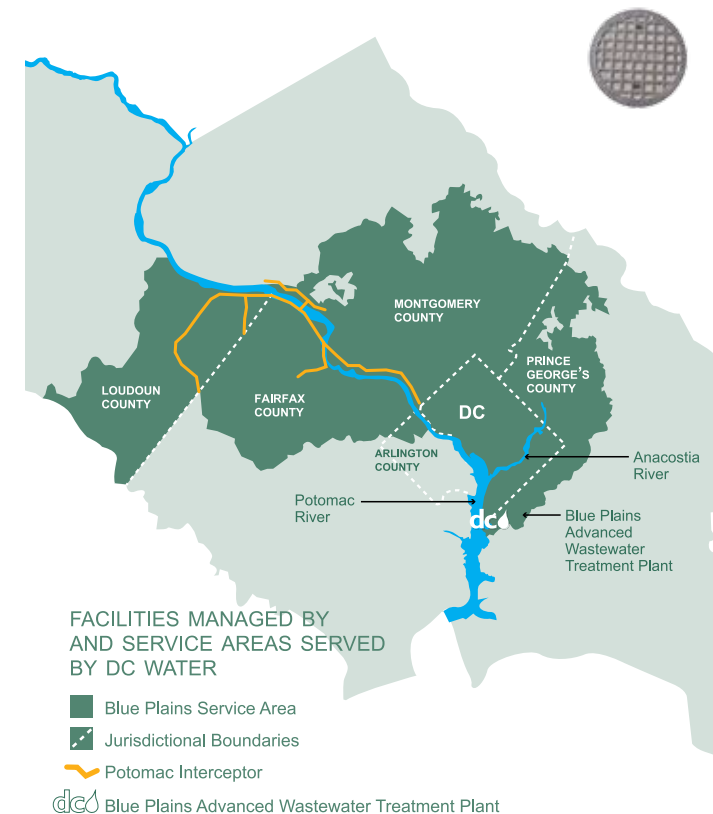 MONTGOMERY
COUNTY
PRINCE
GEORGE'S
COUNTY
LOUDOUN
COUNTY
FAIRFAX
COUNTY
DC
ARLINGTON
COUNTY
Anacostia
River
Potomac
River
dc
Blue Plains
Advanced
Wastewater
Treatment Plant
FACILITIES MANAGED BY
AND SERVICE AREAS SERVED
BY DC WATER
Blue Plains Service Area
Jurisdictional Boundaries
Potomac Interceptor
dc Blue Plains Advanced Wastewater Treatment Plant